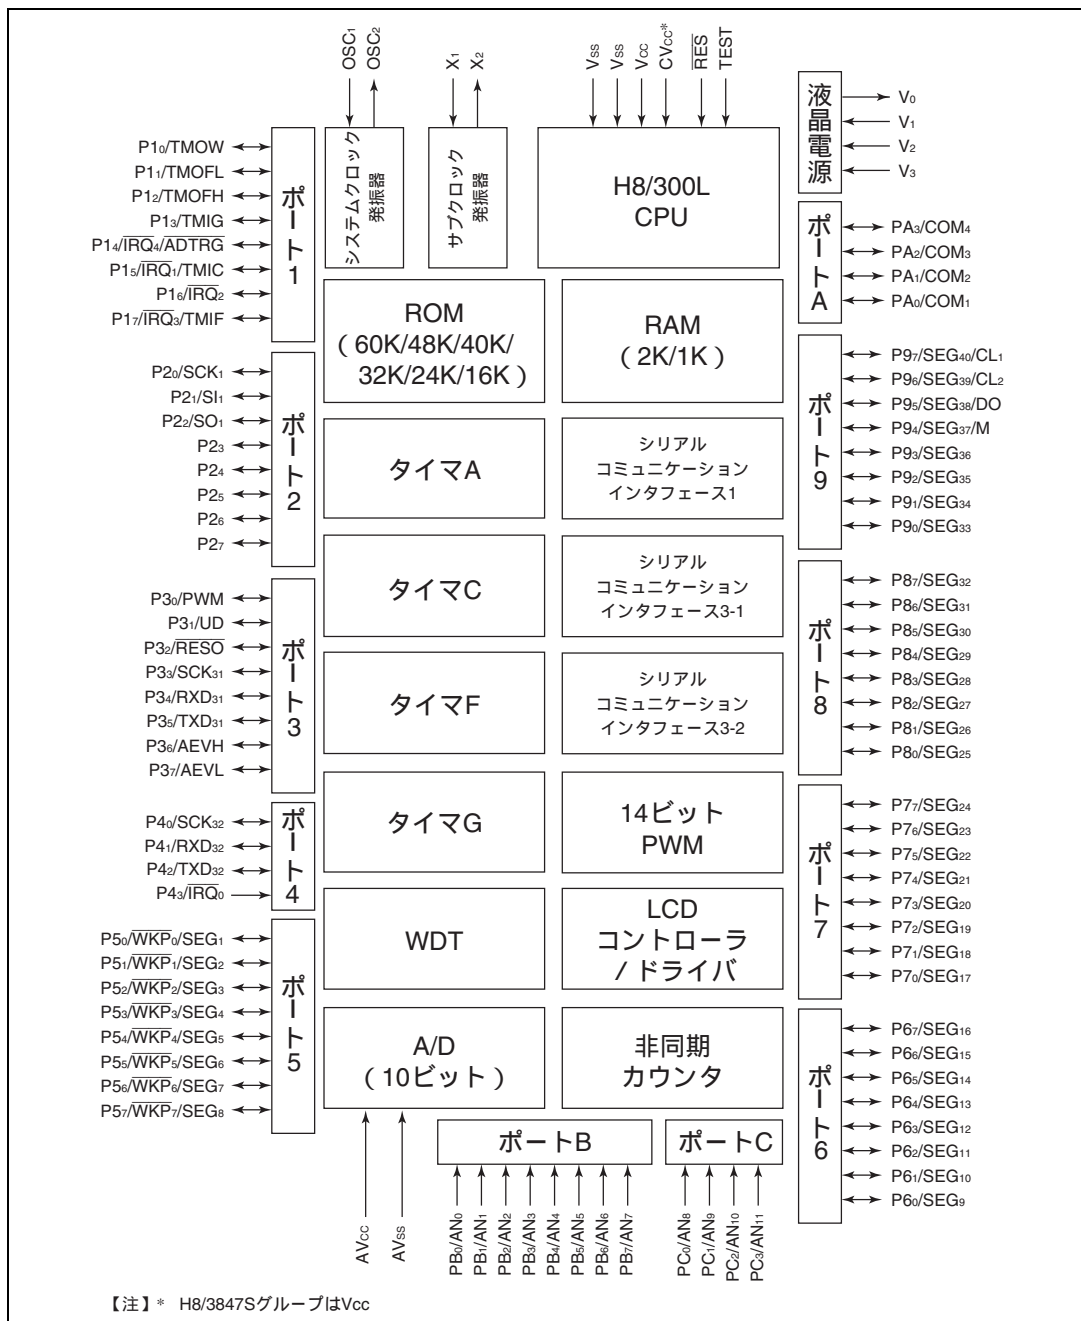 OSC1
OSC2
X1
X2
Vss
Vss
Vcc
CVcc*
RES
TEST
システムクロック
発振器
サブクロック
発振器
H8/300L
CPU
液晶電源
V0
V1
V2
V3
P10/TMOW
P11/TMOFL
P12/TMOFH
P13/TMIG
P14/IRQ4/ADTRG
P15/IRQ1/TMIC
P16/IRQ2
P17/IRQ3/TMIF
ポート1
P20/SCK1
P21/SI1
P22/SO1
P23
P24
P25
P26
P27
ポート2
P30/PWM
P31/UD
P32/RESO
P33/SCK31
P34/RXD31
P35/TXD31
P36/AEVH
P37/AEVL
ポート3
P40/SCK32
P41/RXD32
P42/TXD32
P43/IRQ0
ポート4
P50/WKP0/SEG1
P51/WKP1/SEG2
P52/WKP2/SEG3
P53/WKP3/SEG4
P54/WKP4/SEG5
P55/WKP5/SEG6
P56/WKP6/SEG7
P57/WKP7/SEG8
ポート5
ROM
(60K/48K/40K/
32K/24K/16K)
RAM
(2K/1K)
タイマA
シリアル
コミュニケーション
インタフェース1
タイマC
シリアル
コミュニケーション
インタフェース3-1
タイマF
シリアル
コミュニケーション
インタフェース3-2
タイマG
14ビット
PWM
WDT
LCD
コントローラ
/ドライバ
A/D
(10ビット)
非同期
カウンタ
ポートA
PA3/COM4
PA2/COM3
PA1/COM2
PA0/COM1
ポート9
P97/SEG40/CL1
P96/SEG39/CL2
P95/SEG38/DO
P94/SEG37/M
P93/SEG36
P92/SEG35
P91/SEG34
P90/SEG33
ポート8
P87/SEG32
P86/SEG31
P85/SEG30
P84/SEG29
P83/SEG28
P82/SEG27
P81/SEG26
P80/SEG25
ポート7
P77/SEG24
P76/SEG23
P75/SEG22
P74/SEG21
P73/SEG20
P72/SEG19
P71/SEG18
P70/SEG17
ポート6
P67/SEG16
P66/SEG15
P65/SEG14
P64/SEG13
P63/SEG12
P62/SEG11
P61/SEG10
P60/SEG9
ポートB
ポートC
AVcc
AVss
PB0/AN0
PB1/AN1
PB2/AN2
PB3/AN3
PB4/AN4
PB5/AN5
PB6/AN6
PB7/AN7
PC0/AN8
PC1/AN9
PC2/AN10
PC3/AN11
【注】* H8/3847SグループはVcc